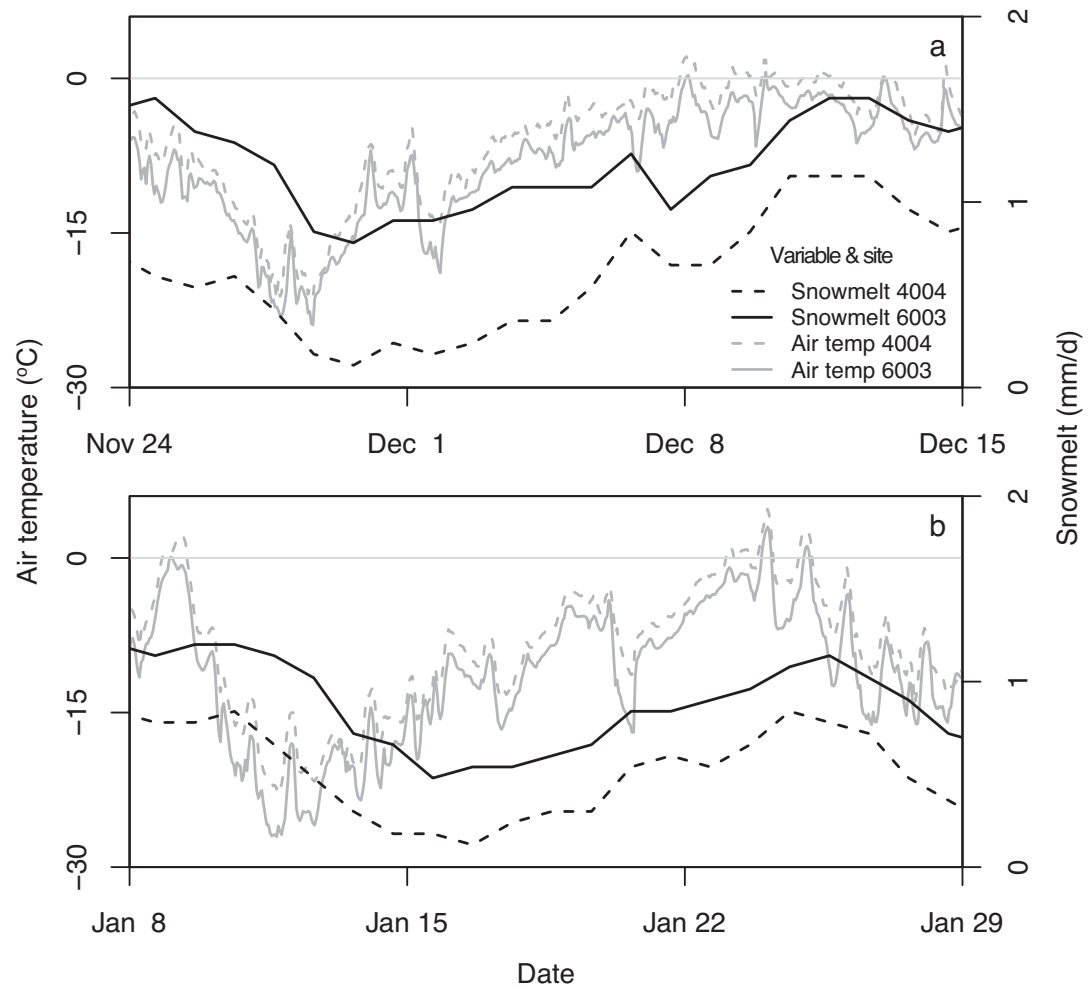 a
0
−15
−30
2
1
0
Variable & site
Snowmelt 4004
Snowmelt 6003
Air temp 4004
Air temp 6003
Nov 24
Dec 1
Dec 8
Dec 15
Air temperature (°C)
Snowmelt (mm/d)
b
0
−15
−30
2
1
0
Jan 8
Jan 15
Jan 22
Jan 29
Date